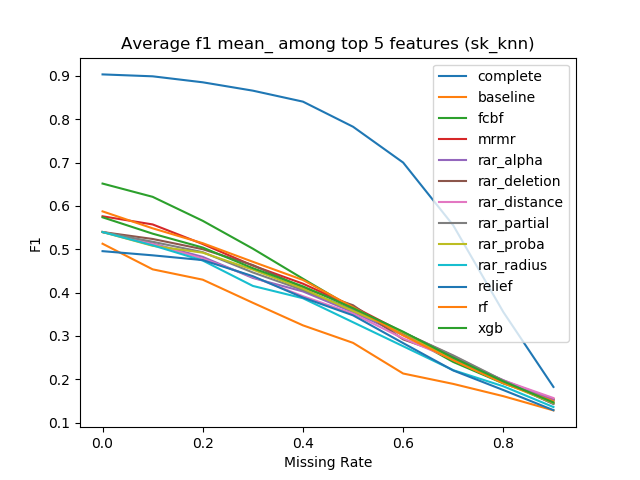 Average f1 mean_ among top 5 features (sk_knn)
F1
0.9
0.8
0.7
0.6
0.5
0.4
0.3
0.2
0.1
complete
baseline
fcbf
mrmr
rar_alpha
rar_deletion
rar_distance
rar_partial
rar_proba
rar_radius
relief
rf
xgb
0.0 0.2 0.4 0.6 0.8
Missing Rate